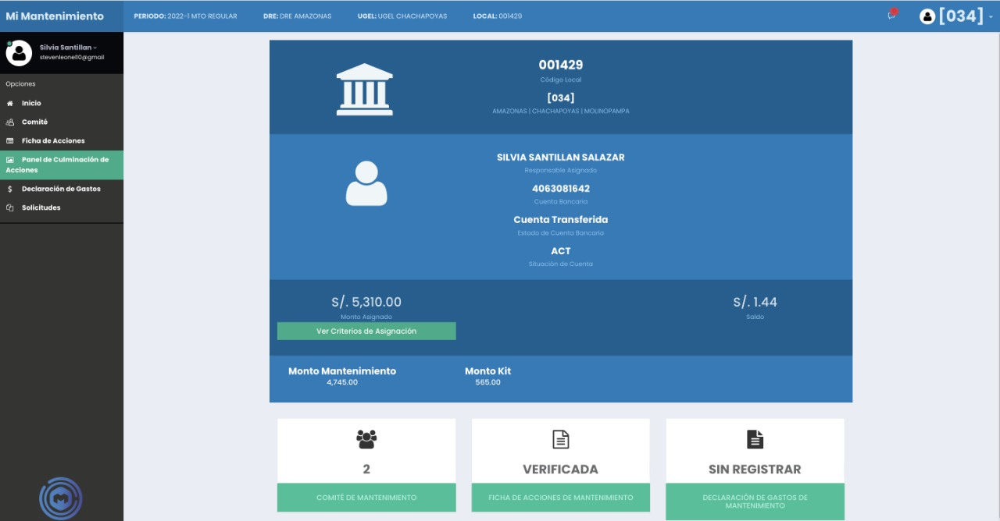 Mi Mantenimiento
PERIODO: 2022-1 MTO REGULAR DRE: DRE AMAZONAS UGEL: UGEL CHACHAPOYAS LOCAL: 001429
[034]
Silvia Santillan
stevenleonel10@gmail
Opciones
Inicio
Comité
Ficha de Acciones
Panel de Culminación de
Acciones
Declaración de Gastos
Solicitudes
001429
Código Local
[034]
AMAZONAS | CHACHAPOYAS | MOLINOPAMPA
SILVIA SANTILLAN SALAZAR
Responsable Asignado
4063081642
Cuenta Bancaria
Cuenta Transferida
Estado de Cuenta Bancaria
ACT
Situación de Cuenta
S/. 5,310.00
Monto Asignado
Ver Criterios de Asignación
S/. 1.44
Saldo
Monto Mantenimiento
4,745.00
Monto Kit
565.00
2
COMITÉ DE MANTENIMIENTO
VERIFICADA
FICHA DE ACCIONES DE MANTENIMIENTO
SIN REGISTRAR
DECLARACIÓN DE GASTOS DE
MANTENIMIENTO